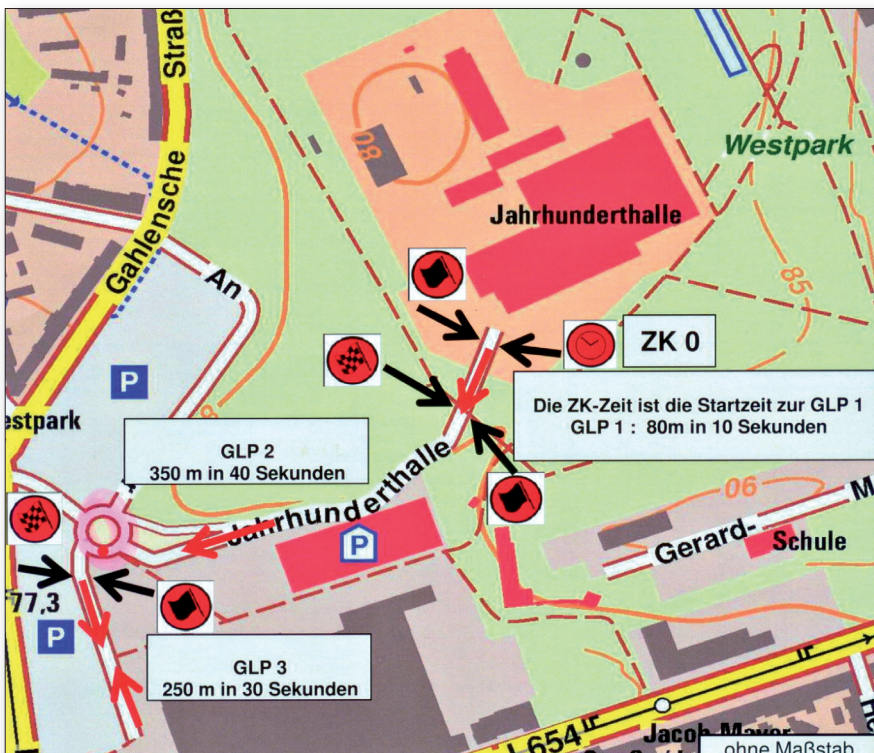 Straß
Gahlensche
80
Westpark
Jahrhunderthalle
An
85
ZK 0
P
Die ZK-Zeit ist die Startzeit zur GLP 1
GLP 1 : 80m in 10 Sekunden
estpark
GLP 2
350 m in 40 Sekunden
Jahrhunderthalle
P
90
Gerard-
M
Schule
77,3
P
GLP 3
250 m in 30 Sekunden
L654
Jacob Mayer
ohne Maßstab